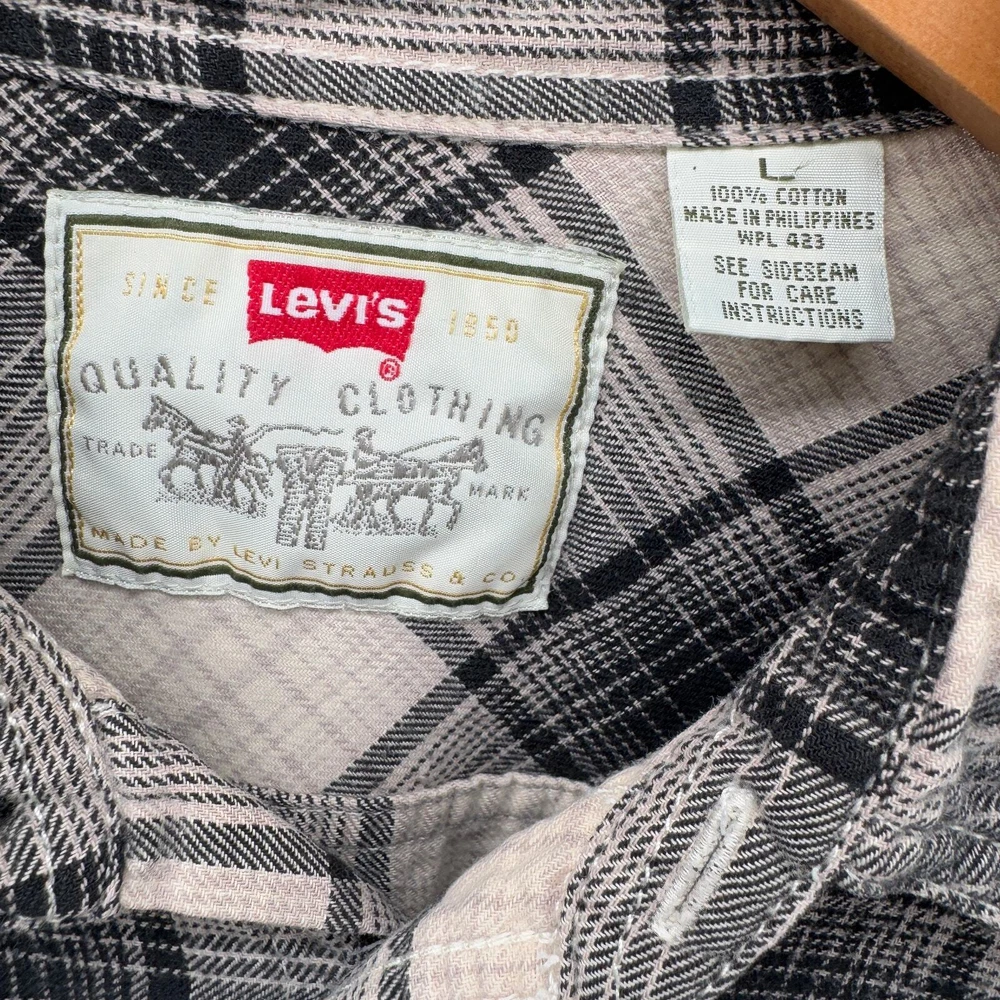 SINCE LEVI'S 1850
®
QUALITY CLOTHING
TRADE MARK
MADE BY LEVI STRAUSS & CO
L
100% COTTON
MADE IN PHILIPPINES
WPL 423
SEE SIDESEAM
FOR CARE
INSTRUCTIONS